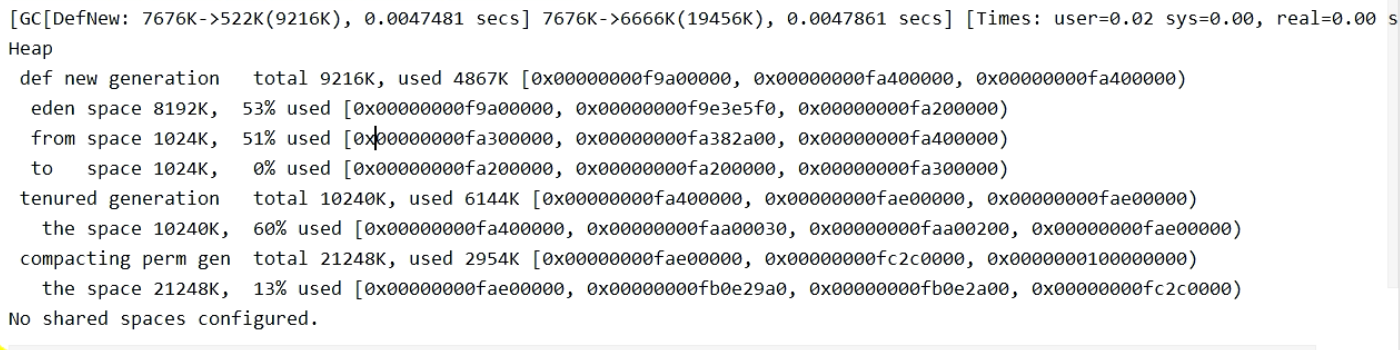 [GC[DefNew: 7676K->522K(9216K), 0.0047481 secs] 7676K->6666K(19456K), 0.0047861 secs] [Times: user=0.02 sys=0.00, real=0.00 s
Heap
 def new generation   total 9216K, used 4867K [0x00000000f9a00000, 0x00000000fa400000, 0x00000000fa400000)
  eden space 8192K,  53% used [0x00000000f9a00000, 0x00000000f9e3e5f0, 0x00000000fa200000)
  from space 1024K,  51% used [0x00000000fa300000, 0x00000000fa382a00, 0x00000000fa400000)
  to   space 1024K,   0% used [0x00000000fa200000, 0x00000000fa200000, 0x00000000fa300000)
 tenured generation   total 10240K, used 6144K [0x00000000fa400000, 0x00000000fae00000, 0x00000000fae00000)
   the space 10240K,  60% used [0x00000000fa400000, 0x00000000faa00030, 0x00000000faa00200, 0x00000000fae00000)
 compacting perm gen  total 21248K, used 2954K [0x00000000fae00000, 0x00000000fc2c0000, 0x0000000100000000)
   the space 21248K,  13% used [0x00000000fae00000, 0x00000000fb0e29a0, 0x00000000fb0e2a00, 0x00000000fc2c0000)
No shared spaces configured.